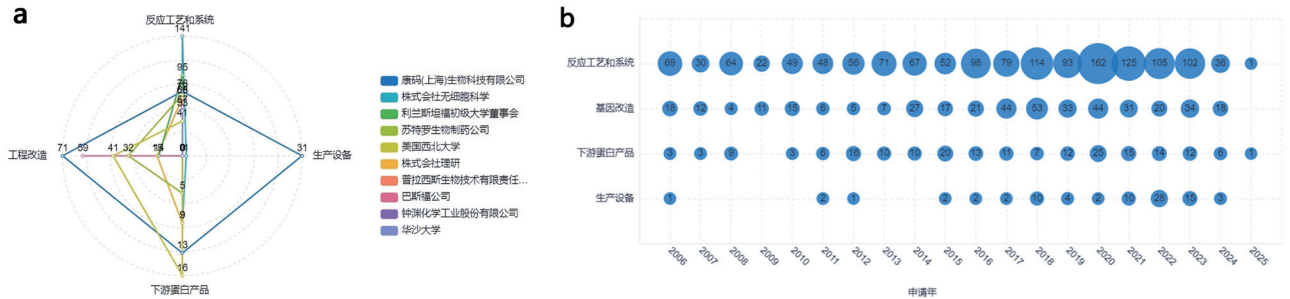 a
反应工艺和系统
141
95
41
工程改造
71
59
41
32
0
31
生产设备
5
9
13
16
下游蛋白产品
康码(上海)生物科技有限公司
株式会社无细胞科学
利兰斯坦福初级大学董事会
苏特罗生物制药公司
美国西北大学
株式会社理研
普拉西斯生物技术有限责任...
巴斯福公司
钟渊化学工业股份有限公司
华沙大学
b
反应工艺和系统 69 30 64 22 49 48 56 71 67 52 98 79 114 93 162 125 105 102 36 1
基因改造 18 12 4 11 15 6 5 7 27 17 21 44 53 33 44 31 20 34 18
下游蛋白产品 3 3 9 3 6 16 10 10 20 13 11 7 12 25 15 14 12 6 1
生产设备 1 2 1 2 2 2 10 4 2 10 28 15 3
2006 2007 2008 2009 2010 2011 2012 2013 2014 2015 2016 2017 2018 2019 2020 2021 2022 2023 2024 2025
申请年